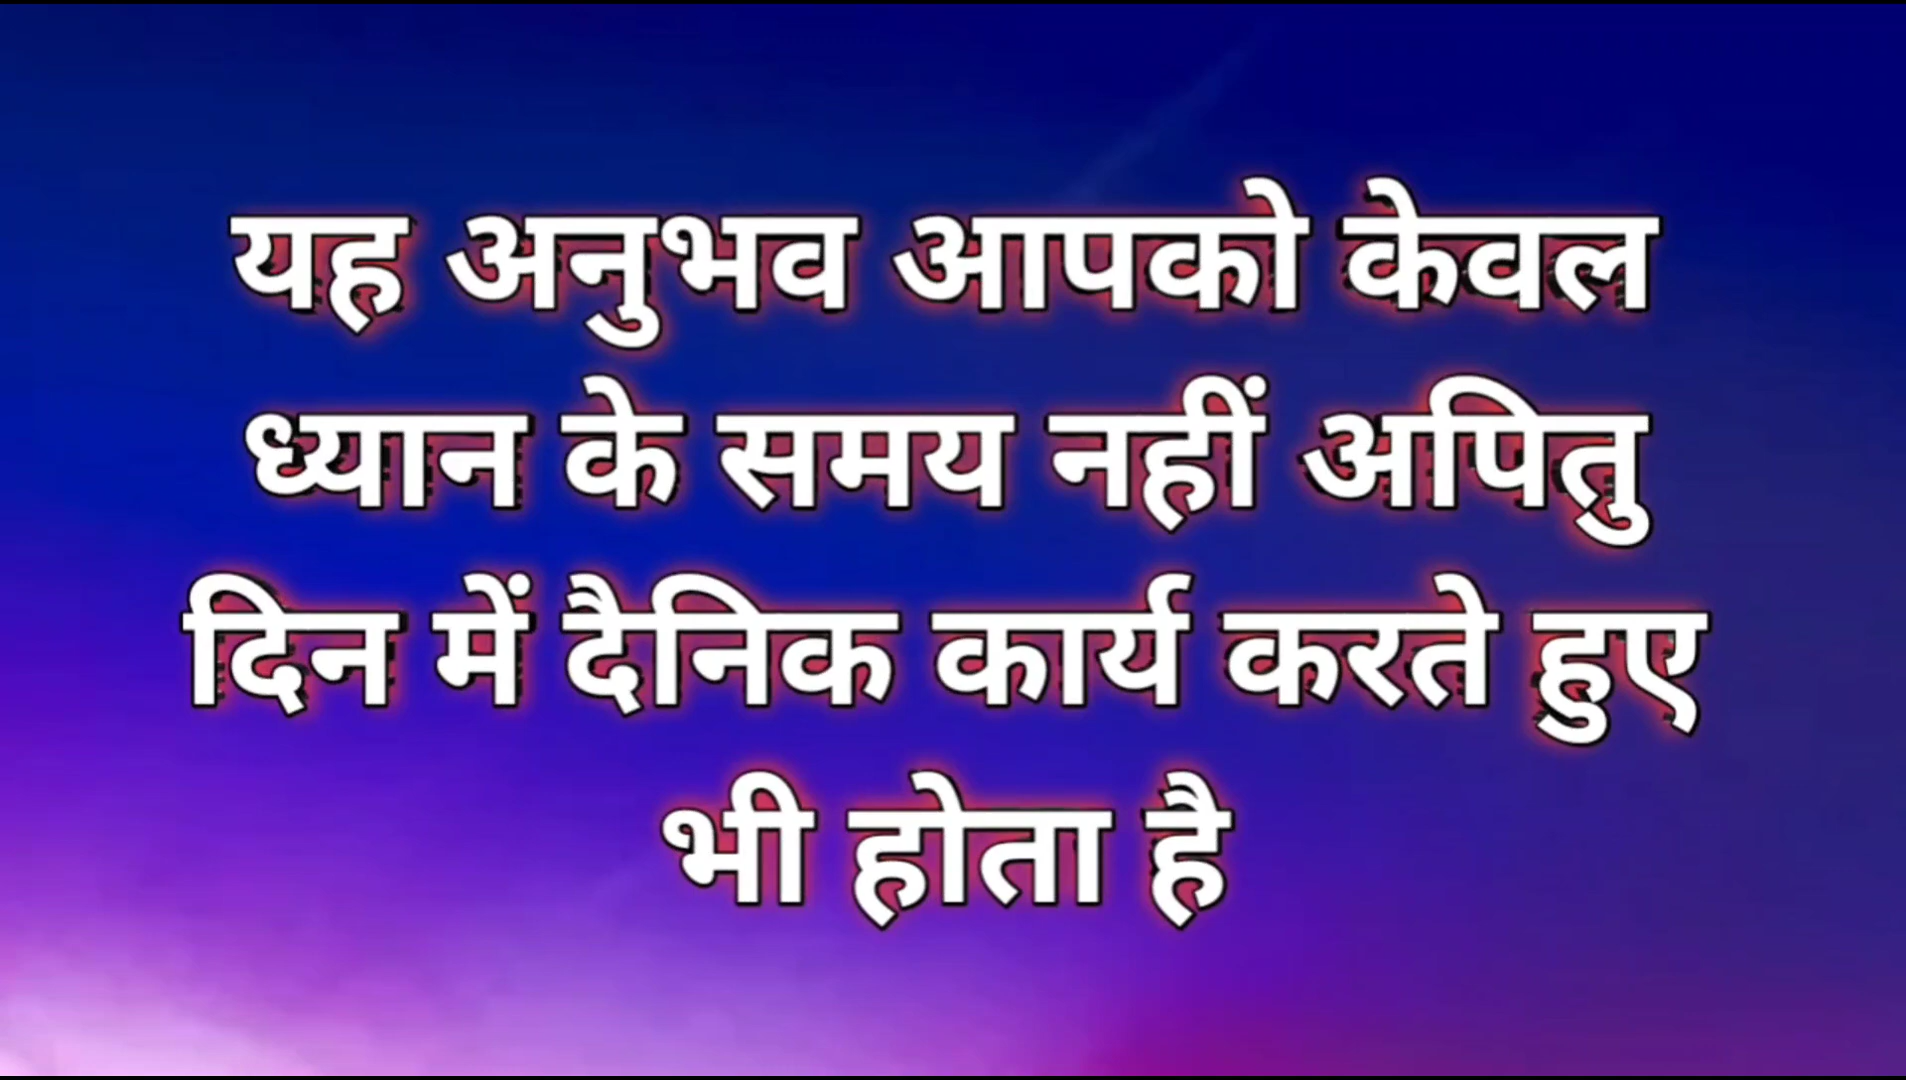 यह अनुभव आपको केवल
ध्यान के समय नहीं अपितु
दिन में दैनिक कार्य करते हुए
भी होता है